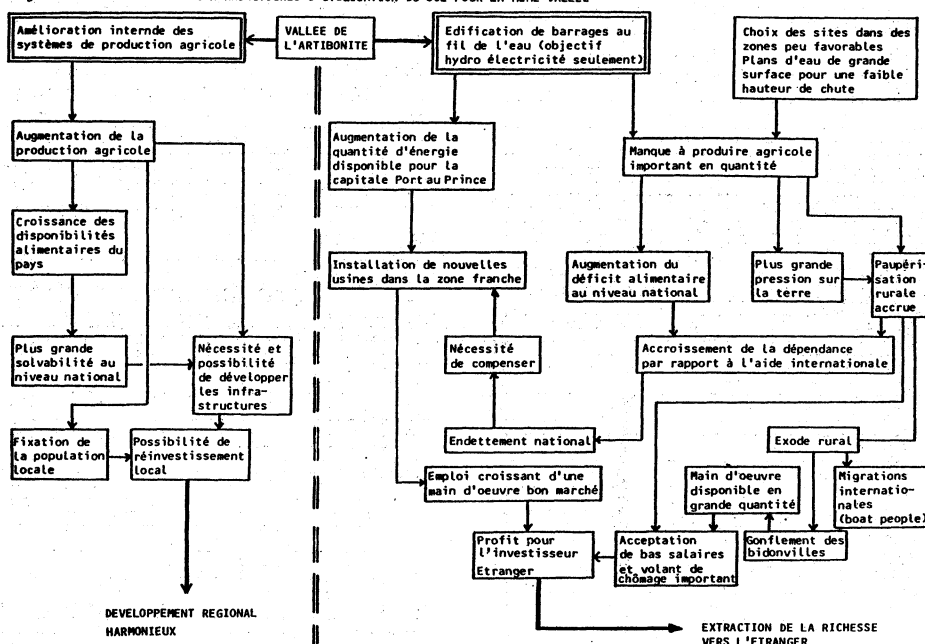 Amélioration interndе des
systèmes de production agricole
VALLEE DE
L'ARTIBONITE
Edification de barrages au
fil de l'eau (objectif
hydro électricité seulement)
Choix des sites dans des
zones peu favorables
Plans d'eau de grande
surface pour une faible
hauteur de chute
Augmentation de la
production agricole
Augmentation de la
quantité d'énergie
disponible pour la
capitale Port au Prince
Manque à produire agricole
important en quantité
Croissance des
disponibilités
alimentaires du
pays
Installation de nouvelles
usines dans la zone franche
Augmentation du
déficit alimentaire
au niveau national
Plus grande
pression sur
la terre
Paupéri-
sation
rurale
accrue
Plus grande
solvabilité au
niveau national
Nécessité et
possibilité
de développer
les infra-
structures
Nécessité
de compenser
Accroissement de la dépendance
par rapport à l'aide internationale
Fixation de
la population
locale
Possibilité de
réinvestissement
local
Endettement national
Exode rural
Emploi croissant d'une
main d'oeuvre bon marché
Main d'oeuvre
disponible en
grande quantité
Migrations
internatio-
nales
(boat people)
Profit pour
l'investisseur
Etranger
Acceptation
de bas salaires
et volant de
chômage important
Gonflement des
bidonvilles
DEVELOPPEMENT REGIONAL
HARMONIEUX
EXTRACTION DE LA RICHESSE
VERS L'ETRANGER